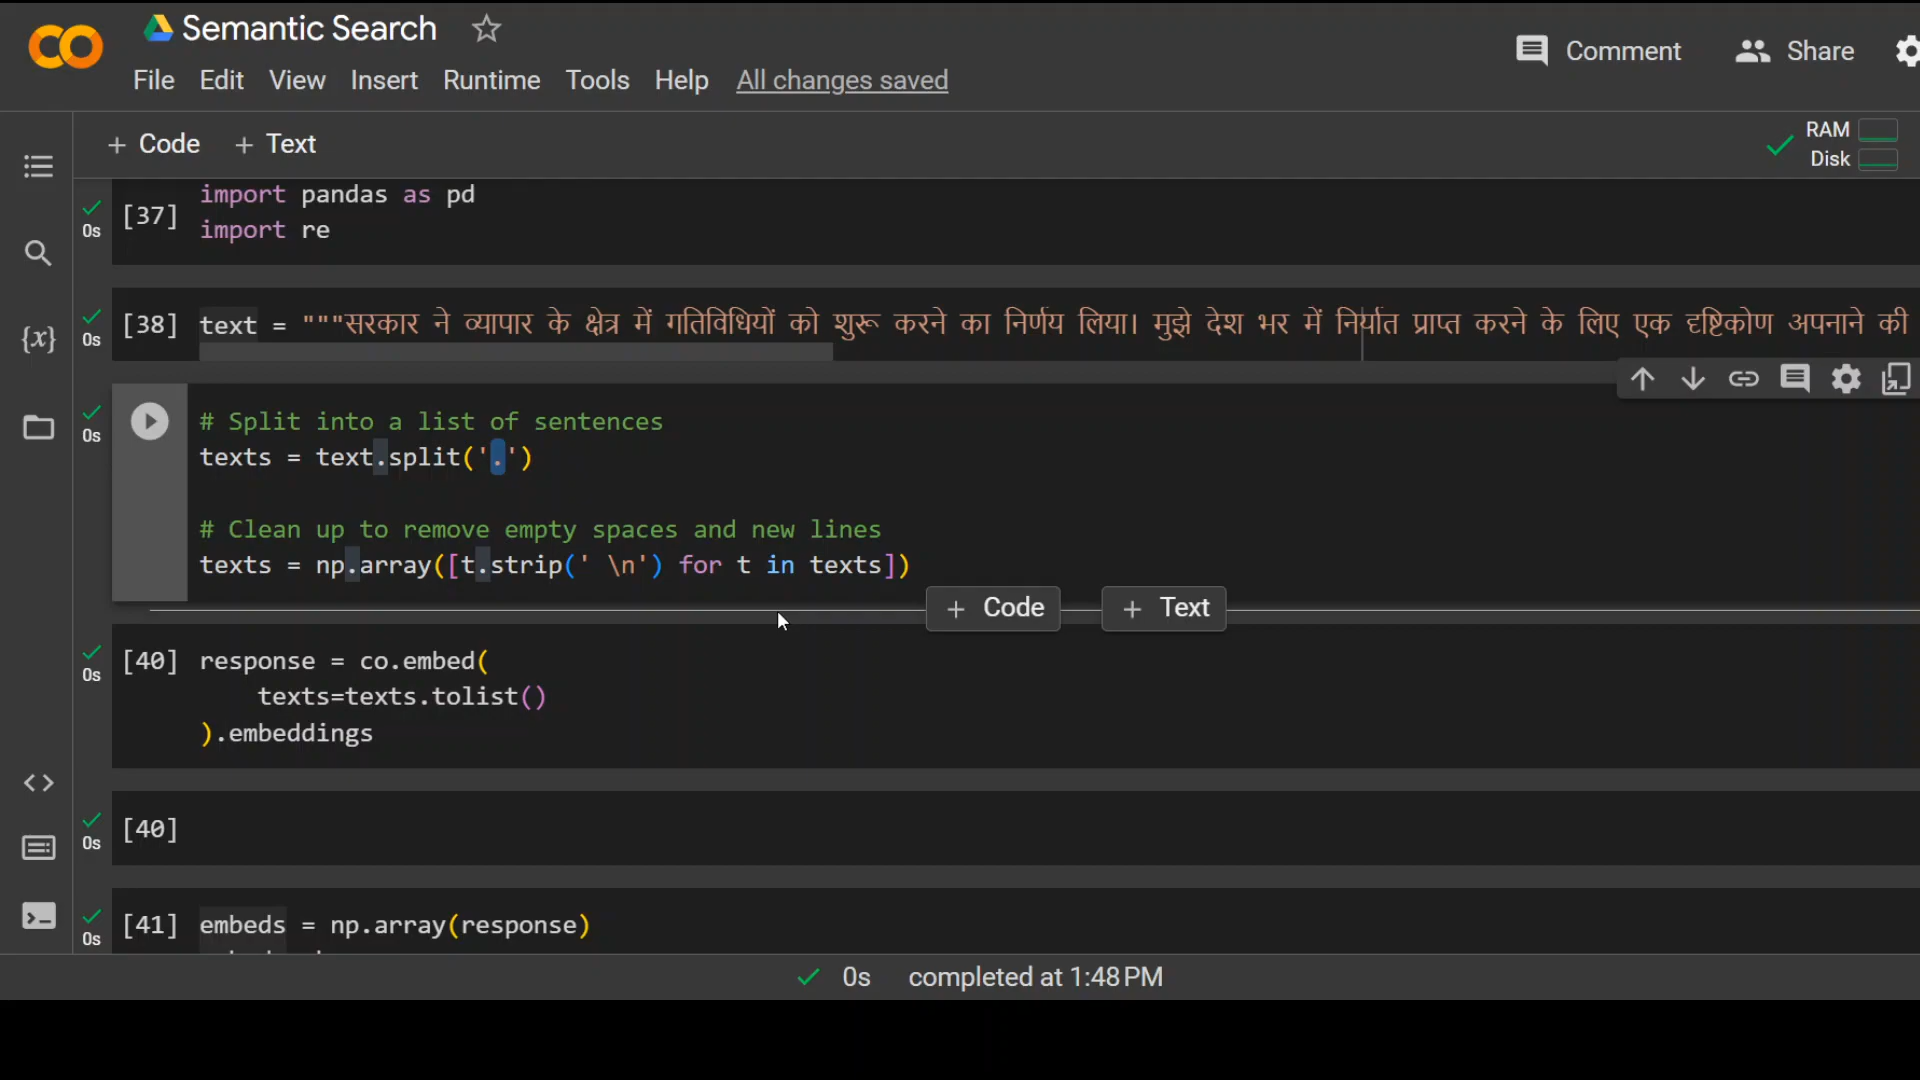 Semantic Search
File Edit View Insert Runtime Tools Help All changes saved
Comment Share
+ Code + Text
RAM
Disk
0s [37] import pandas as pd
import re
0s [38] text = """सरकार ने व्यापार के क्षेत्र में गतिविधियों को शुरू करने का निर्णय लिया। मुझे देश भर में निर्यात प्राप्त करने के लिए एक दृष्टिकोण अपनाने की
0s
# Split into a list of sentences
texts = text.split('.')
# Clean up to remove empty spaces and new lines
texts = np.array([t.strip(' \n') for t in texts])
+ Code + Text
0s [40] response = co.embed(
texts=texts.tolist()
).embeddings
0s [40]
0s [41] embeds = np.array(response)
0s completed at 1:48 PM
{x}